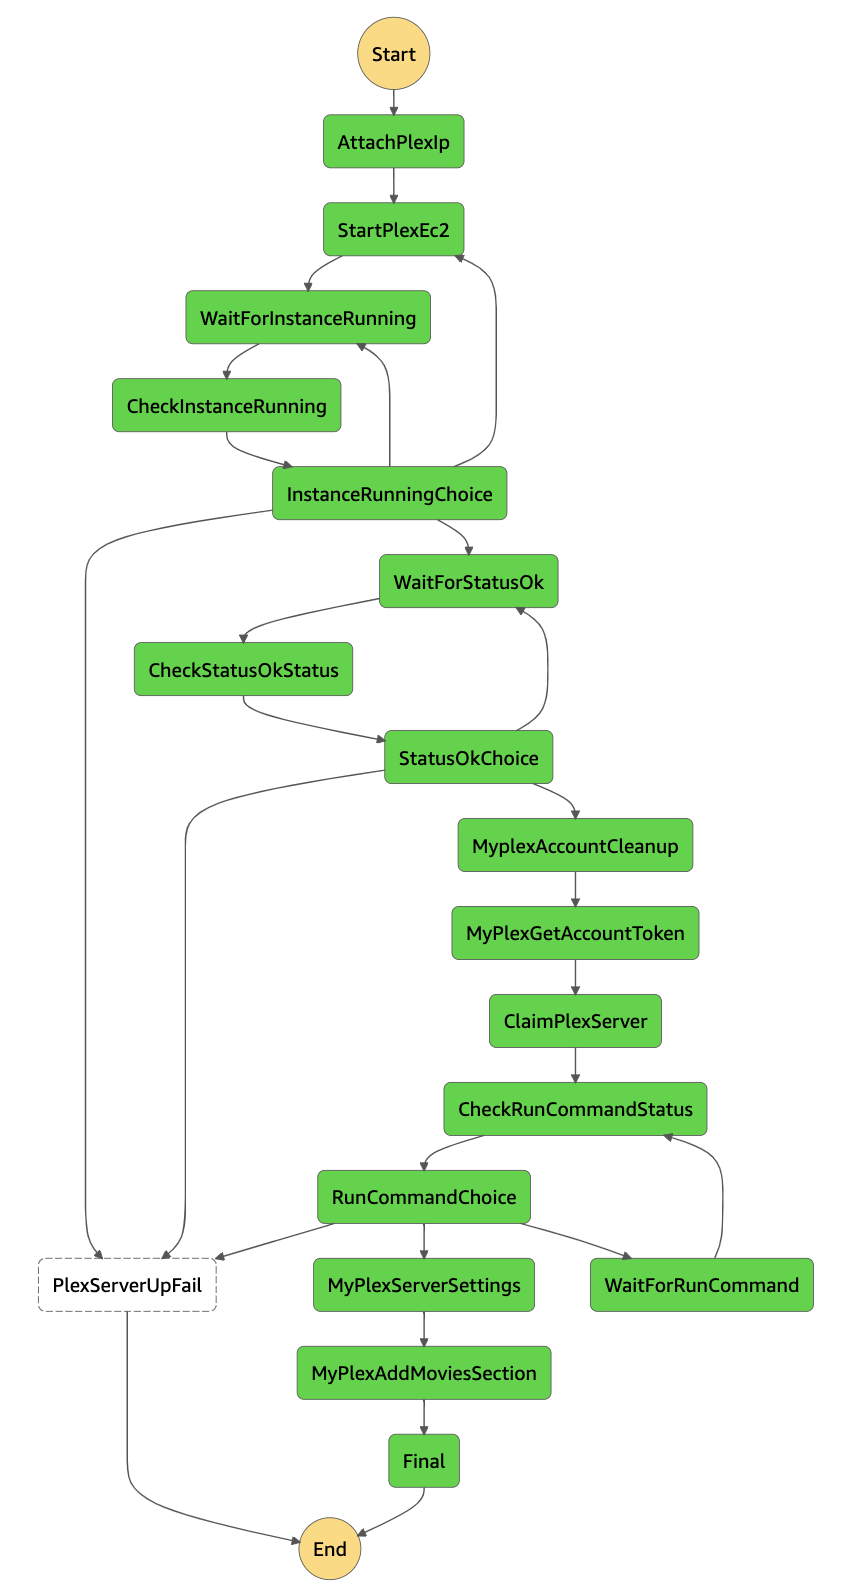 Start
AttachPlexIp
StartPlexEc2
WaitForInstanceRunning
CheckInstanceRunning
InstanceRunningChoice
WaitForStatusOk
CheckStatusOkStatus
StatusOkChoice
MyplexAccountCleanup
MyPlexGetAccountToken
ClaimPlexServer
CheckRunCommandStatus
RunCommandChoice
PlexServerUpFail
MyPlexServerSettings
WaitForRunCommand
MyPlexAddMoviesSection
Final
End